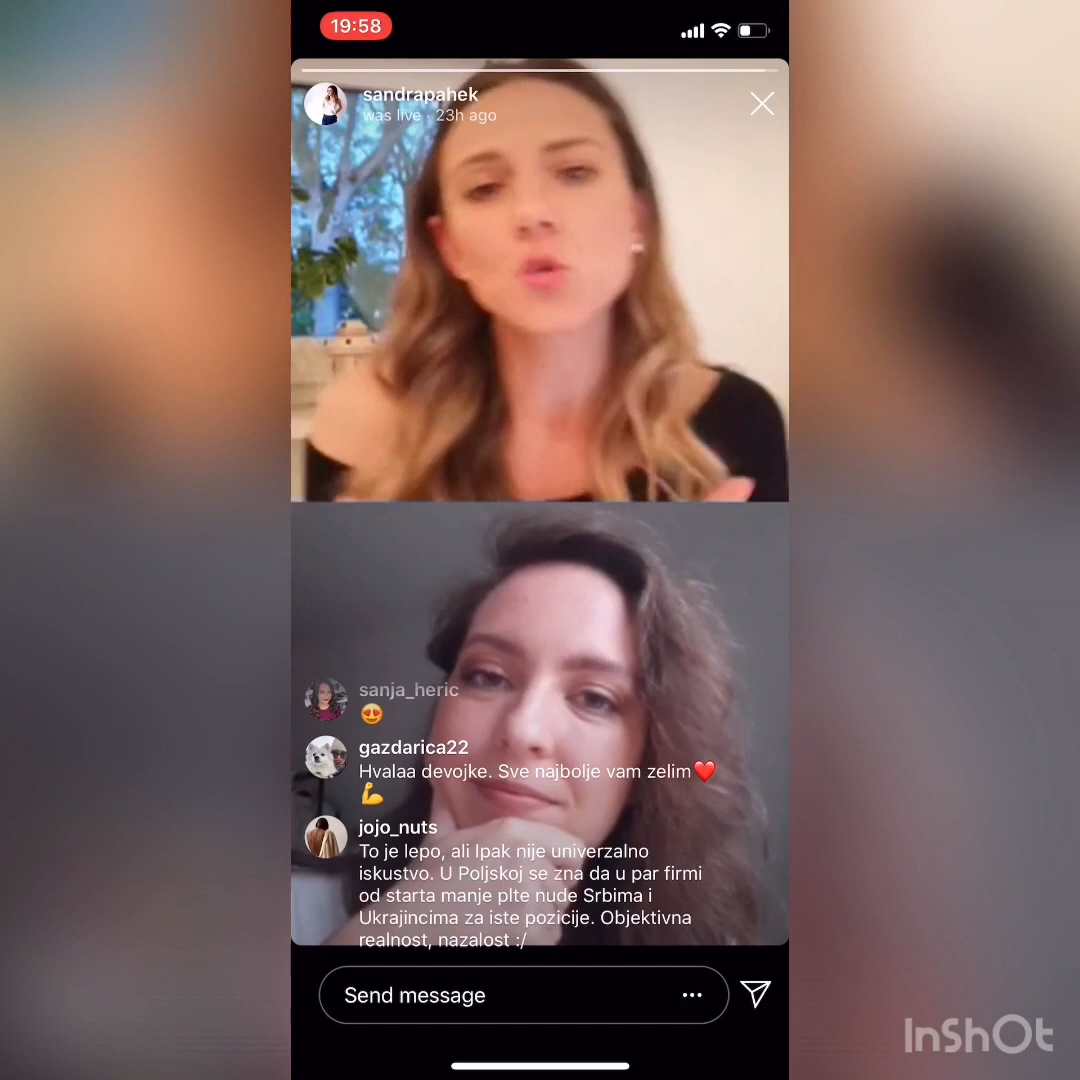 19:58
sandrapahek
was live · 23h ago
sanja_heric
😍
gazdarica22
Hvalaa devojke. Sve najbolje vam zelim❤️
💪
jojo_nuts
To je lepo, ali Ipak nije univerzalno
iskustvo. U Poljskoj se zna da u par firmi
od starta manje plte nude Srbima i
Ukrajincima za iste pozicije. Objektivna
realnost, nazalost :/
Send message
InShOt